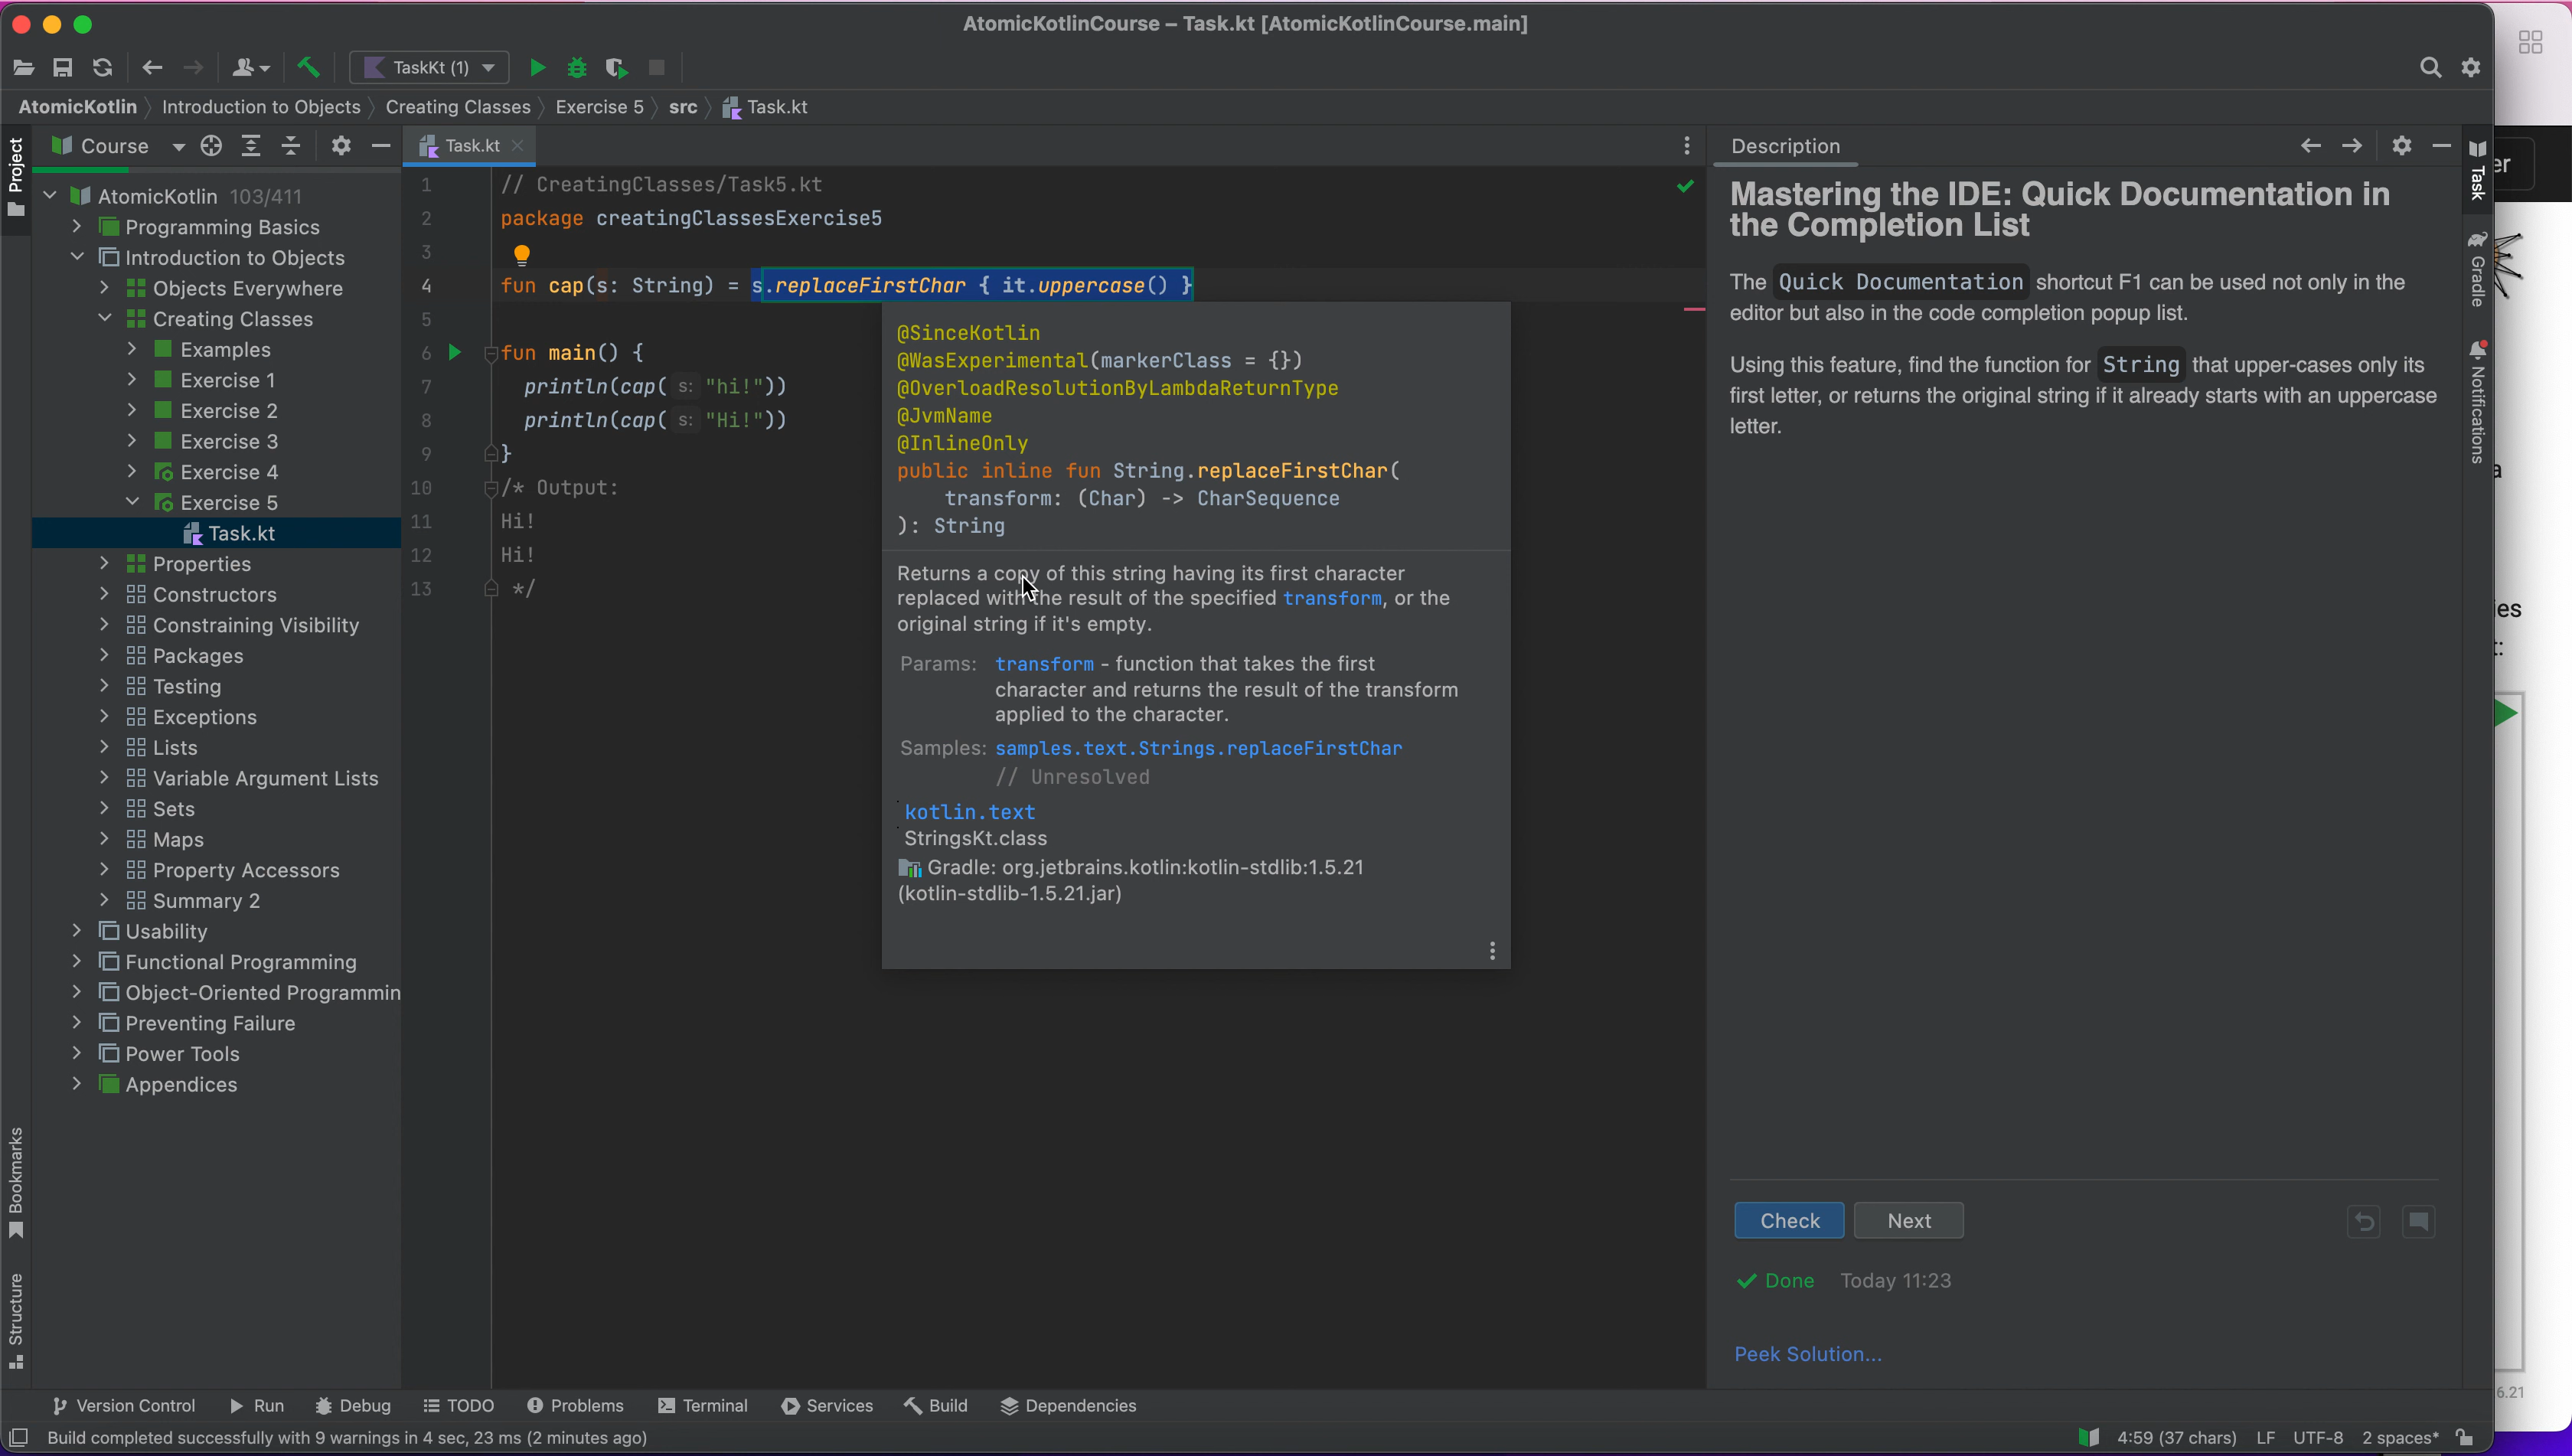 AtomicKotlinCourse – Task.kt [AtomicKotlinCourse.main]
TaskKt (1)
AtomicKotlin Introduction to Objects Creating Classes Exercise 5 src Task.kt
Project
Course
AtomicKotlin 103/411
Programming Basics
Introduction to Objects
Objects Everywhere
Creating Classes
Examples
Exercise 1
Exercise 2
Exercise 3
Exercise 4
Exercise 5
Task.kt
Properties
Constructors
Constraining Visibility
Packages
Testing
Exceptions
Lists
Variable Argument Lists
Sets
Maps
Property Accessors
Summary 2
Usability
Functional Programming
Object-Oriented Programmin
Preventing Failure
Power Tools
Appendices
Bookmarks
Structure
Task.kt
1 // CreatingClasses/Task5.kt
2 package creatingClassesExercise5
3
4 fun cap(s: String) = s.replaceFirstChar { it.uppercase() }
5
6 fun main() {
7 println(cap( s: "hi!"))
8 println(cap( s: "Hi!"))
9 }
10 /* Output:
11 Hi!
12 Hi!
13 */
@SinceKotlin
@WasExperimental(markerClass = {})
@OverloadResolutionByLambdaReturnType
@JvmName
@InlineOnly
public inline fun String.replaceFirstChar(
transform: (Char) -> CharSequence
): String
Returns a copy of this string having its first character
replaced with the result of the specified transform, or the
original string if it's empty.
Params: transform - function that takes the first
character and returns the result of the transform
applied to the character.
Samples: samples.text.Strings.replaceFirstChar
// Unresolved
kotlin.text
StringsKt.class
Gradle: org.jetbrains.kotlin:kotlin-stdlib:1.5.21
(kotlin-stdlib-1.5.21.jar)
Description
Mastering the IDE: Quick Documentation in
the Completion List
The Quick Documentation shortcut F1 can be used not only in the
editor but also in the code completion popup list.
Using this feature, find the function for String that upper-cases only its
first letter, or returns the original string if it already starts with an uppercase
letter.
Check Next
Done Today 11:23
Peek Solution...
Task
Gradle
Notifications
er
a
ies
t:
6.21
Version Control Run Debug TODO Problems Terminal Services Build Dependencies
Build completed successfully with 9 warnings in 4 sec, 23 ms (2 minutes ago)
4:59 (37 chars) LF UTF-8 2 spaces*